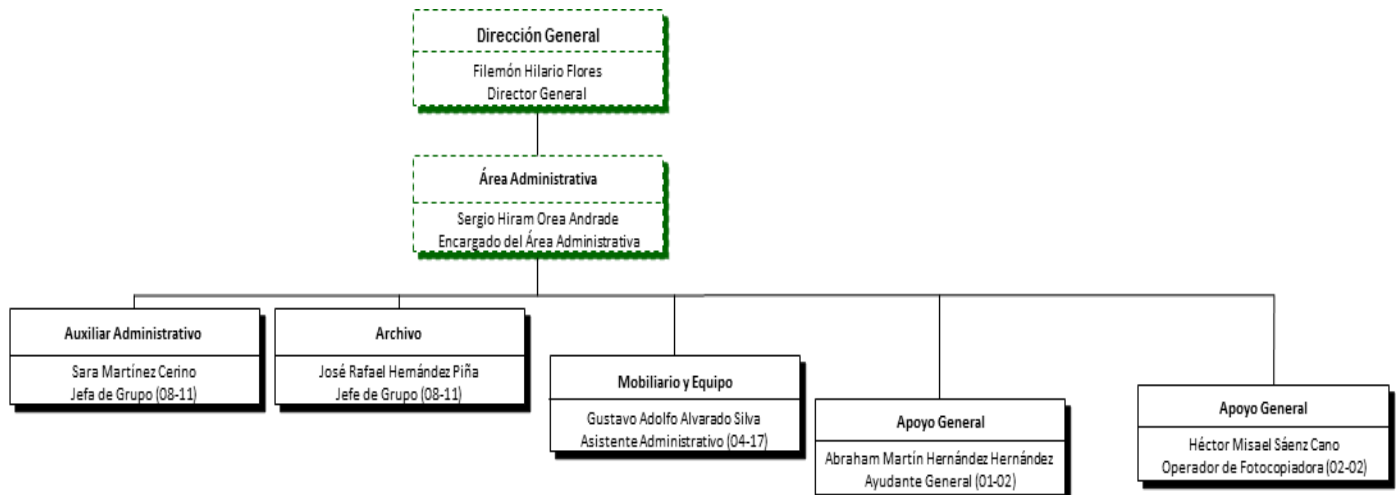 Dirección General
Filemón Hilario Flores
Director General
Área Administrativa
Sergio Hiram Orea Andrade
Encargado del Área Administrativa
Auxiliar Administrativo
Sara Martínez Cerino
Jefa de Grupo (08-11)
Archivo
José Rafael Hernández Piña
Jefe de Grupo (08-11)
Mobiliario y Equipo
Gustavo Adolfo Alvarado Silva
Asistente Administrativo (04-17)
Apoyo General
Abraham Martín Hernández Hernández
Ayudante General (01-02)
Apoyo General
Héctor Misael Sáenz Cano
Operador de Fotocopiadora (02-02)